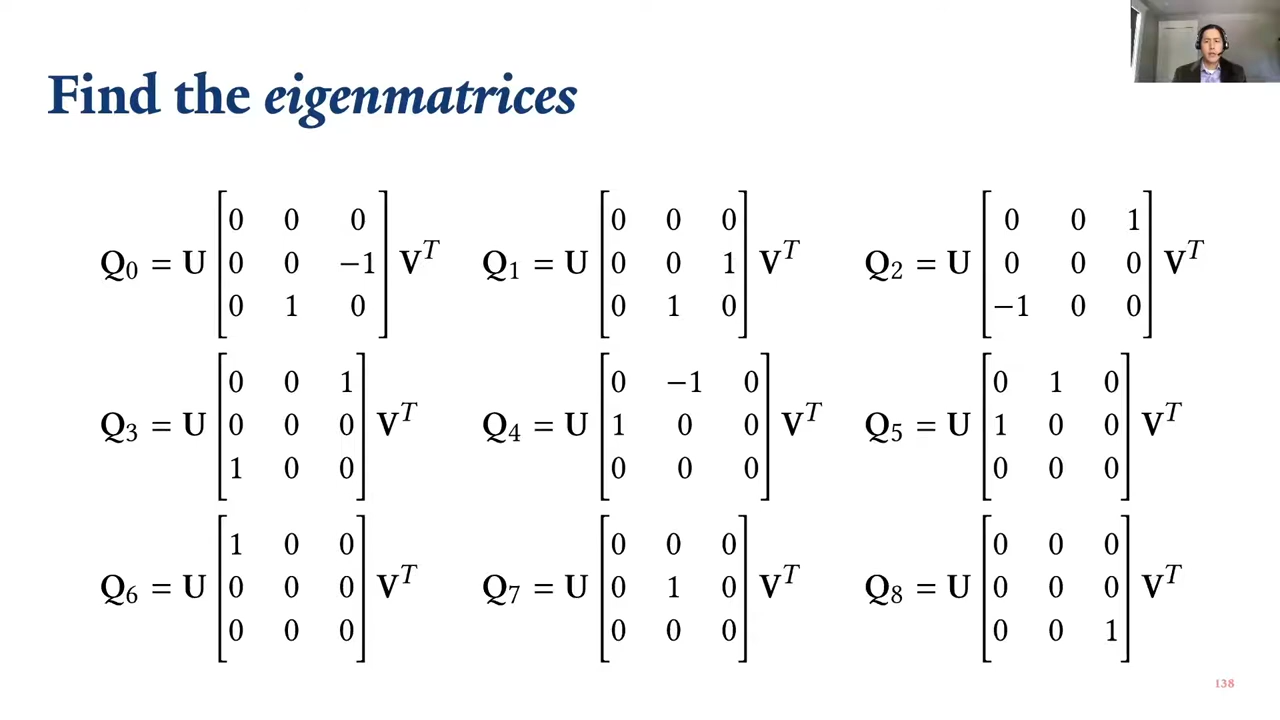 Find the eigenmatrices
Q₀ = U [0 0 0; 0 0 −1; 0 1 0] Vᵀ
Q₁ = U [0 0 0; 0 0 1; 0 1 0] Vᵀ
Q₂ = U [0 0 1; 0 0 0; −1 0 0] Vᵀ
Q₃ = U [0 0 1; 0 0 0; 1 0 0] Vᵀ
Q₄ = U [0 −1 0; 1 0 0; 0 0 0] Vᵀ
Q₅ = U [0 1 0; 1 0 0; 0 0 0] Vᵀ
Q₆ = U [1 0 0; 0 0 0; 0 0 0] Vᵀ
Q₇ = U [0 0 0; 0 1 0; 0 0 0] Vᵀ
Q₈ = U [0 0 0; 0 0 0; 0 0 1] Vᵀ
138